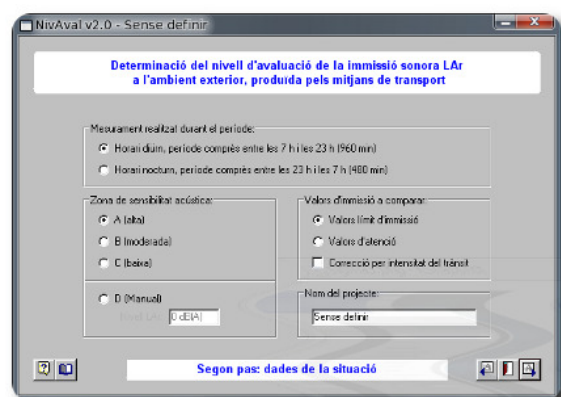 NivAval v2.0 - Sense definir
Determinació del nivell d'avaluació de la immissió sonora LAr
a l'ambient exterior, produïda pels mitjans de transport
Mesurament realitzat durant el període:
Horari diürn, període comprès entre les 7 h i les 23 h (960 min)
Horari nocturn, període comprès entre les 23 h i les 7 h (480 min)
Zona de sensibilitat acústica:
A (alta)
B (moderada)
C (baixa)
D (Manual)
0 dB(A)
Valors d'immissió a comparar:
Valors límit d'immissió
Valors d'atenció
Correcció per intensitat del trànsit
Nom del projecte:
Sense definir
Segon pas: dades de la situació